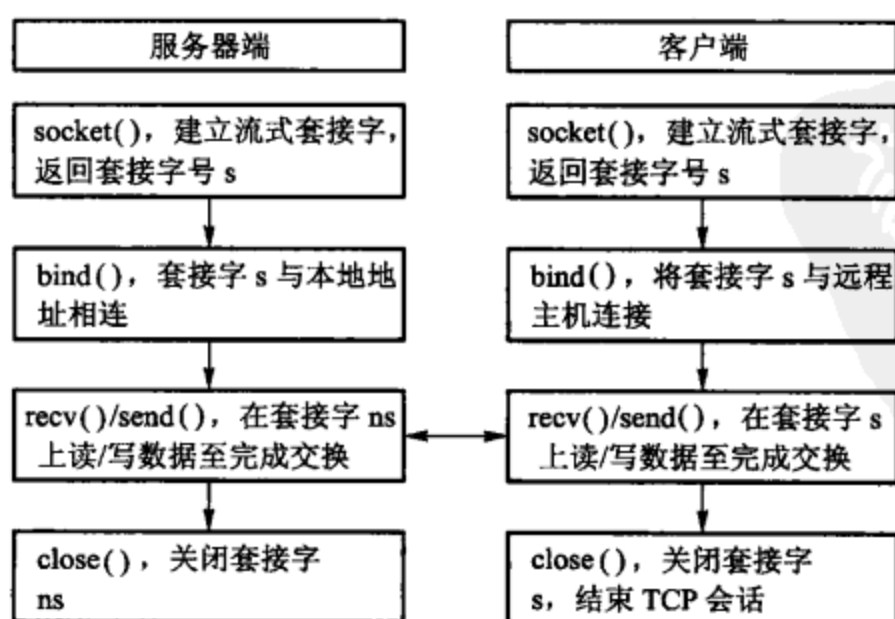 服务器端
socket(), 建立流式套接字,
返回套接字号 s
bind(), 套接字 s 与本地地
址相连
recv()/send(), 在套接字 ns
上读/写数据至完成交换
close(), 关闭套接字
ns
客户端
socket(), 建立流式套接字,
返回套接字号 s
bind(), 将套接字 s 与远程
主机连接
recv()/send(), 在套接字 s
上读/写数据至完成交换
close(), 关闭套接字
s, 结束 TCP 会话